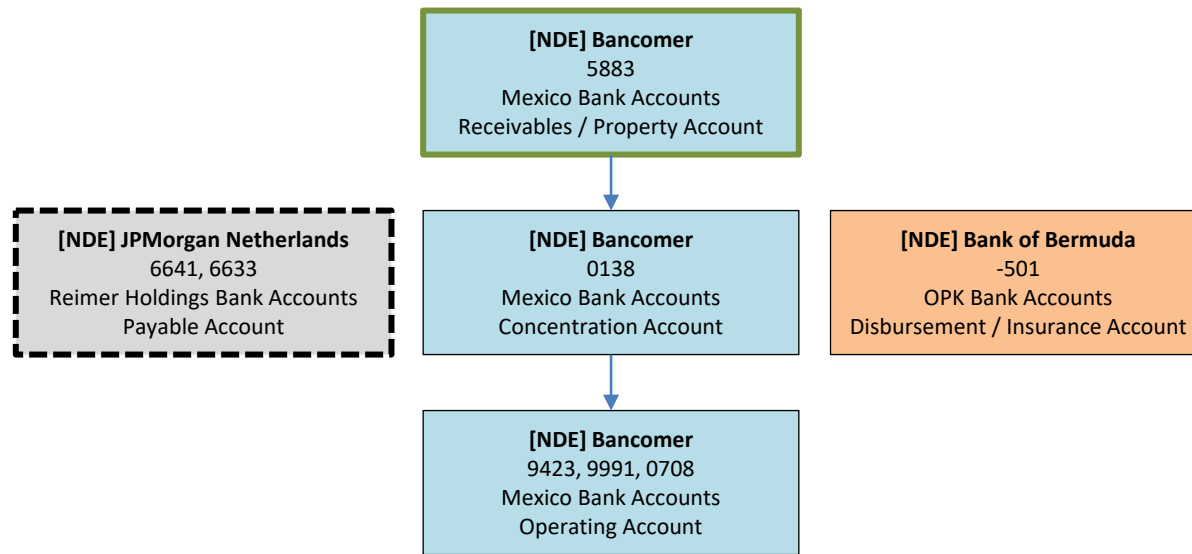 [NDE] Bancomer
5883
Mexico Bank Accounts
Receivables / Property Account
[NDE] JPMorgan Netherlands
6641, 6633
Reimer Holdings Bank Accounts
Payable Account
[NDE] Bancomer
0138
Mexico Bank Accounts
Concentration Account
[NDE] Bank of Bermuda
-501
OPK Bank Accounts
Disbursement / Insurance Account
[NDE] Bancomer
9423, 9991, 0708
Mexico Bank Accounts
Operating Account